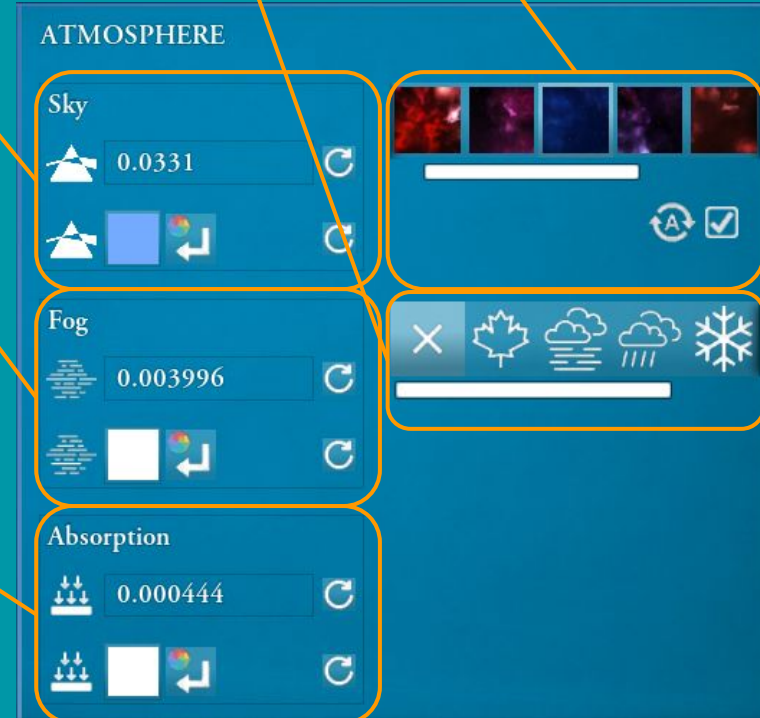 ATMOSPHERE
Sky
0.0331
A
Fog
0.003996
Absorption
0.000444